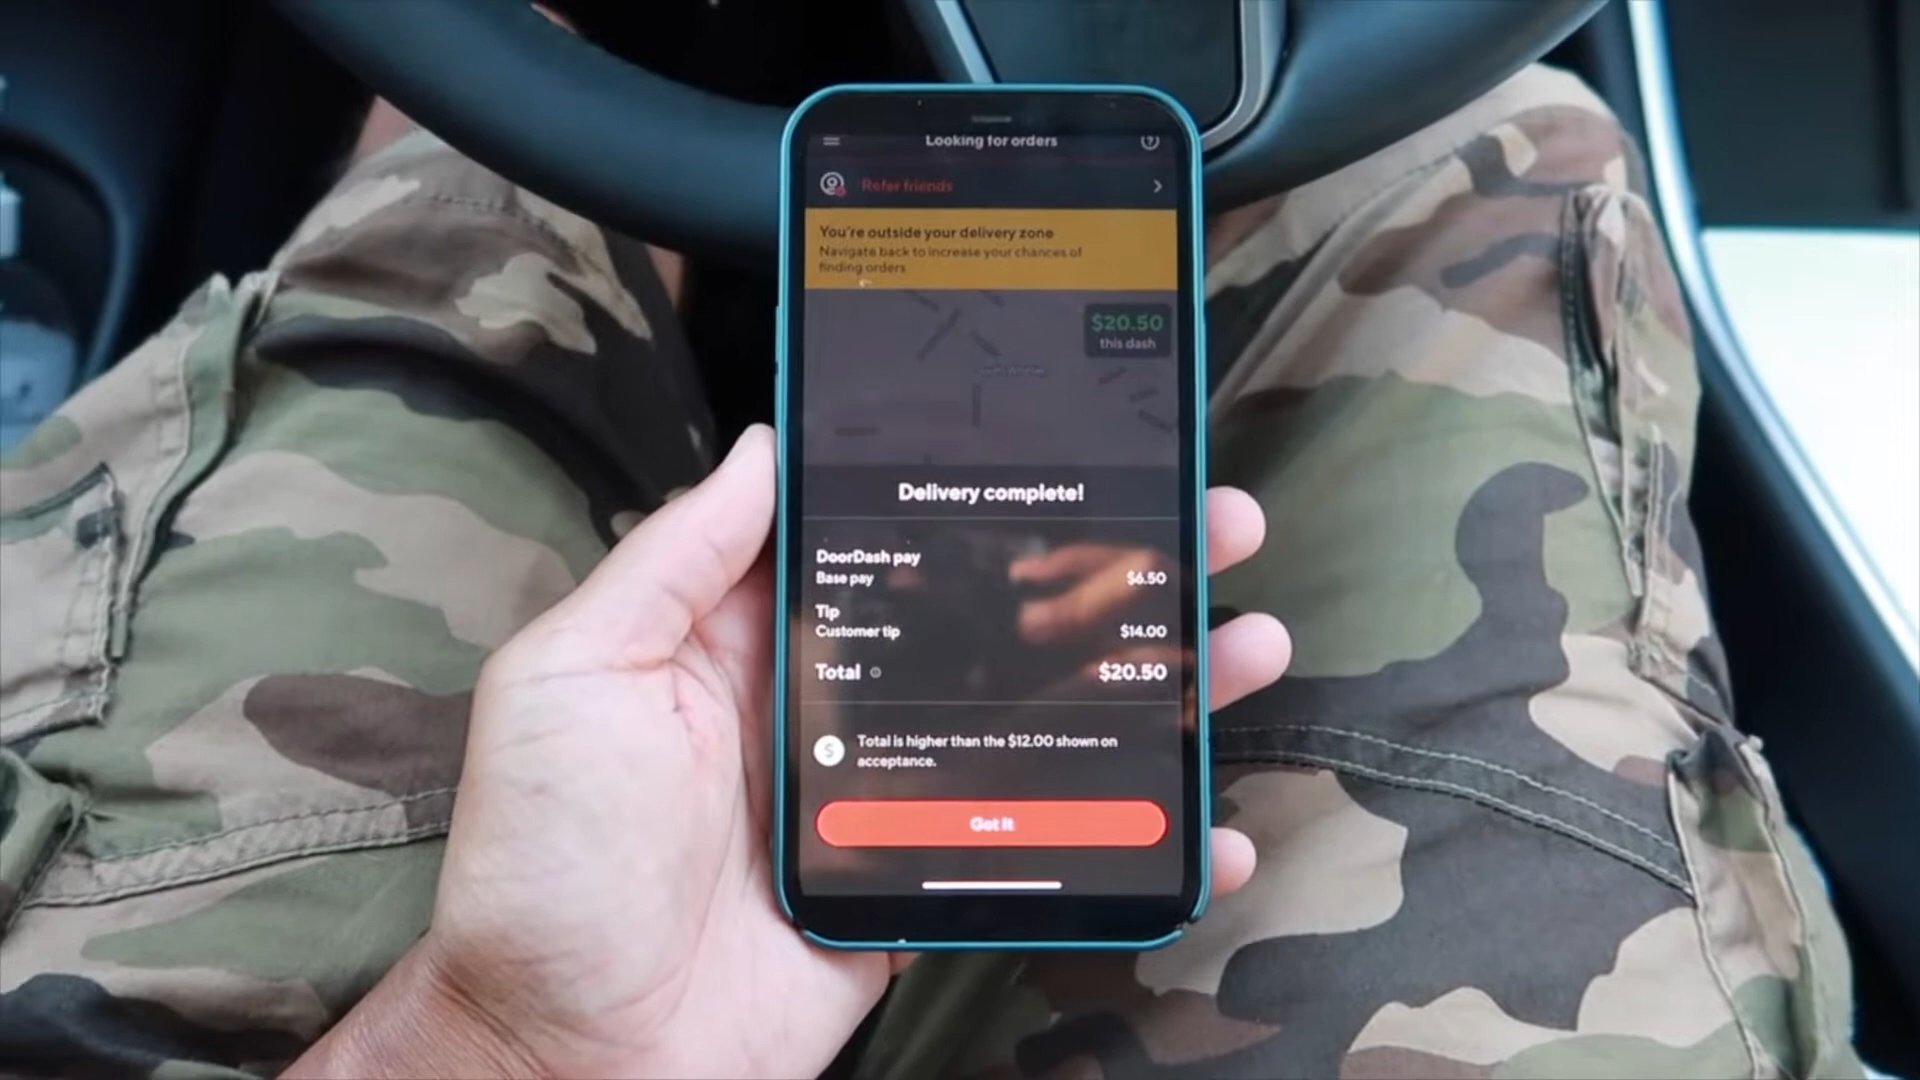 Looking for orders
Refer friends
You're outside your delivery zone
Navigate back to increase your chances of
finding orders
$20.50
this dash
Delivery complete!
DoorDash pay
Base pay $6.50
Tip
Customer tip $14.00
Total $20.50
$ Total is higher than the $12.00 shown on
acceptance.
Got It